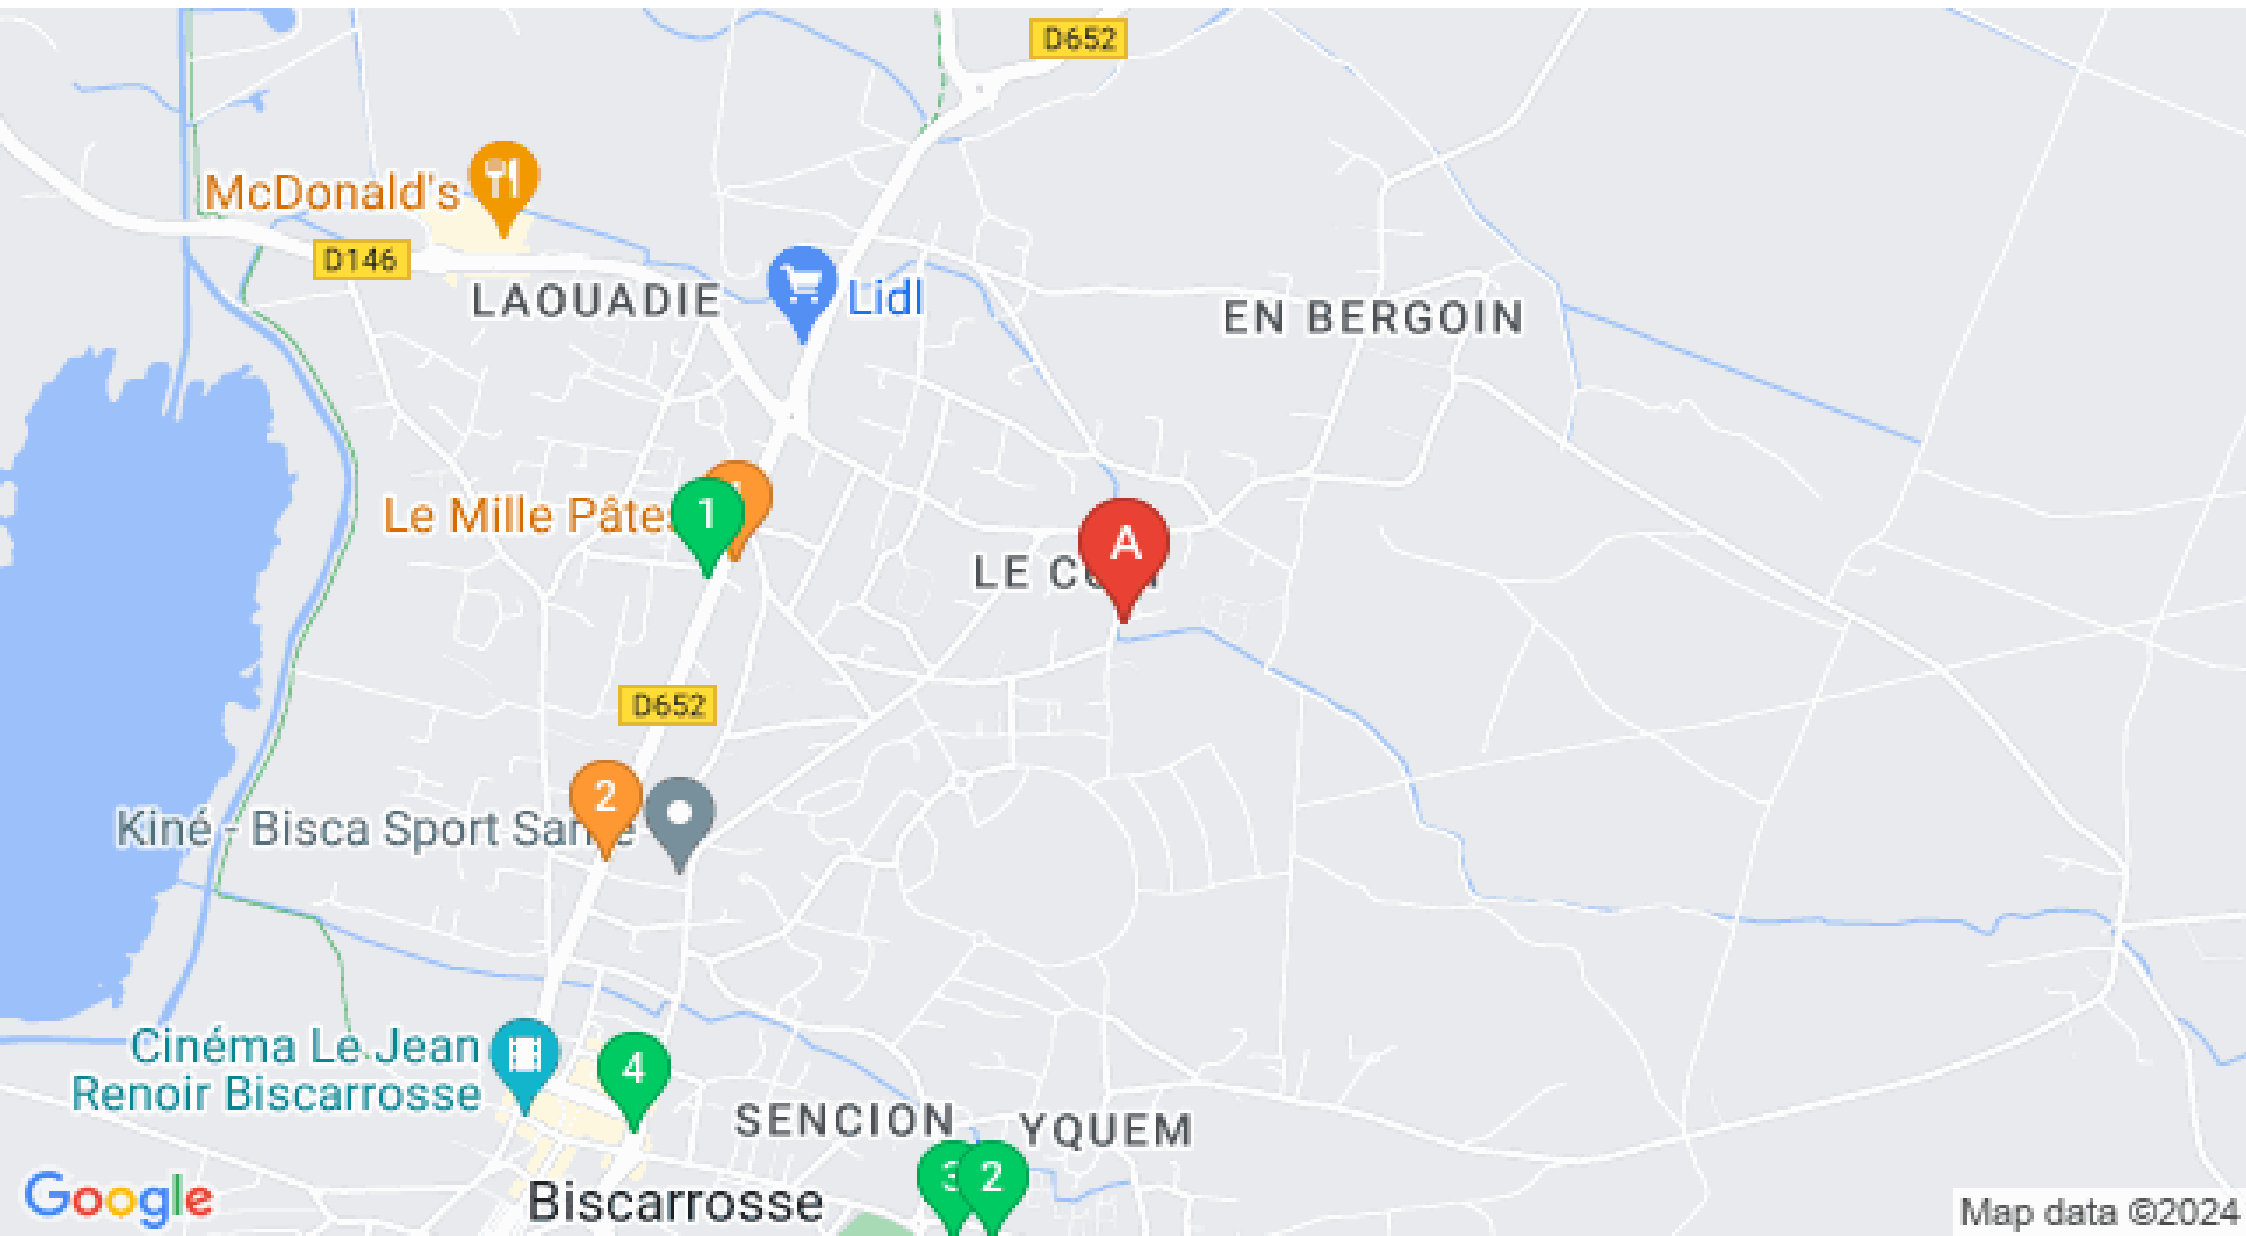 D652
McDonald's
D146
LAOUADIE
Lidl
EN BERGOIN
Le Mille Pâtes
1
A
LE
D652
2
Kiné - Bisca Sport
Cinéma Le Jean
Renoir Biscarrosse
4
SENCION
YQUEM
3
2
Biscarrosse
Google
Map data ©2024